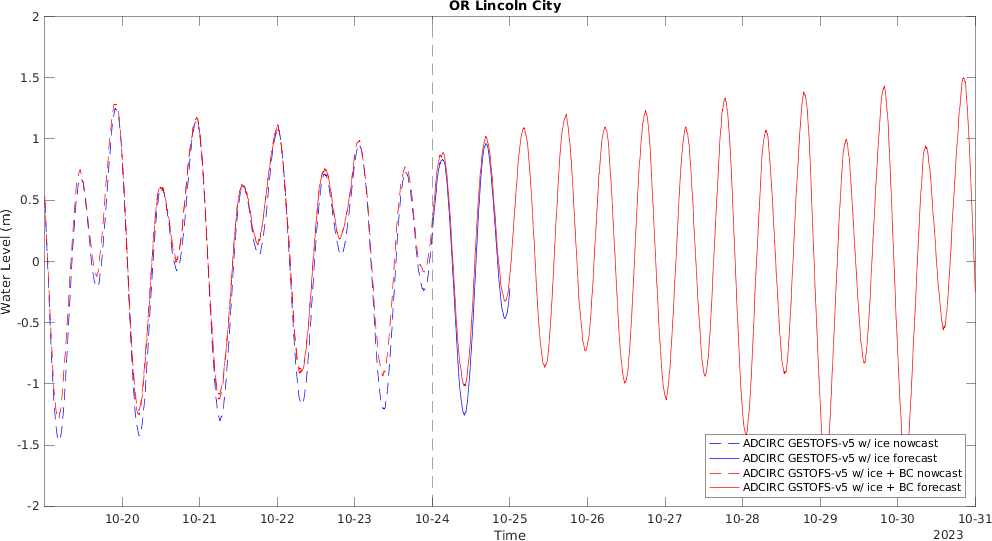 OR Lincoln City
2
1.5
1
0.5
0
-0.5
-1
-1.5
-2
Water Level (m)
10-20 10-21 10-22 10-23 10-24 10-25 10-26 10-27 10-28 10-29 10-30 10-31
Time
2023
ADCIRC GESTOFS-v5 w/ ice nowcast
ADCIRC GESTOFS-v5 w/ ice forecast
ADCIRC GSTOFS-v5 w/ ice + BC nowcast
ADCIRC GSTOFS-v5 w/ ice + BC forecast